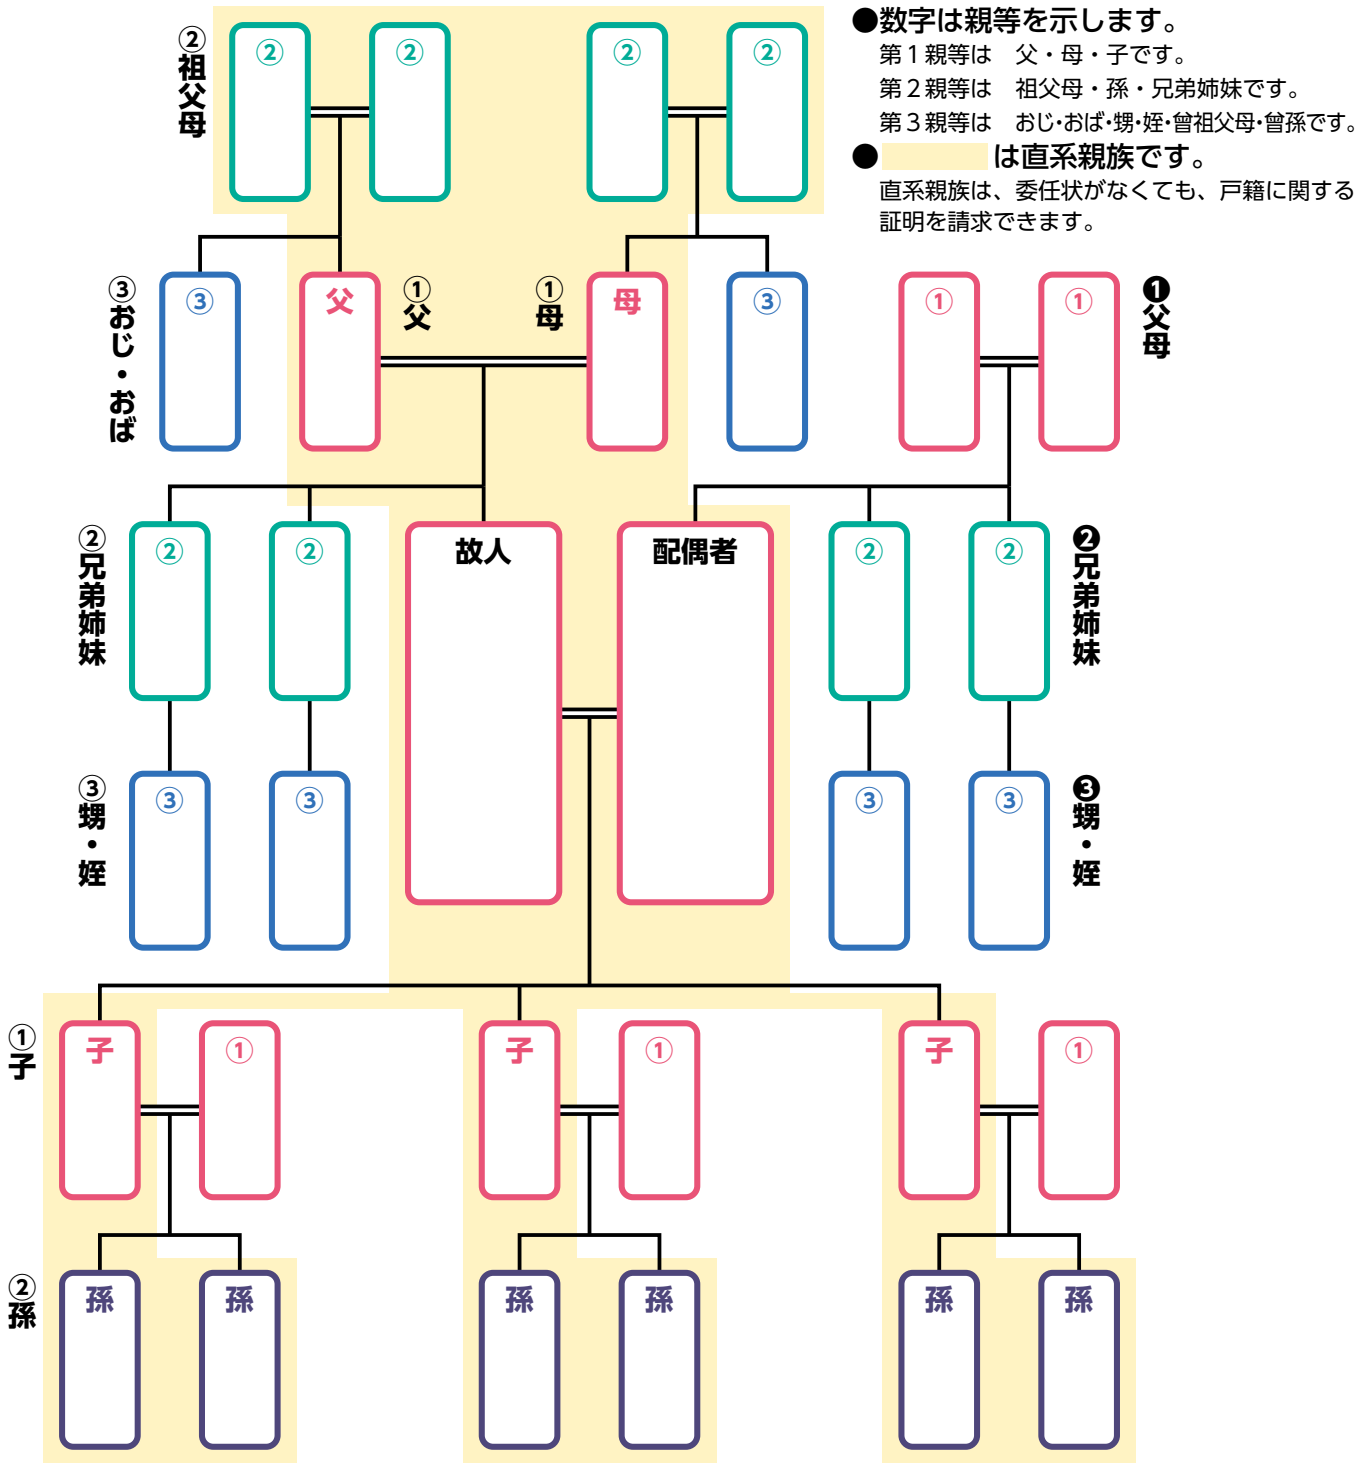 ②祖父母
②
②
②
②
●数字は親等を示します。
第1親等は　父・母・子です。
第2親等は　祖父母・孫・兄弟姉妹です。
第3親等は　おじ・おば・甥・姪・曾祖父母・曾孫です。
●　　　は直系親族です。
直系親族は、委任状がなくても、戸籍に関する
証明を請求できます。
③おじ・おば
③
父
①父
①母
母
③
①
①
❶父母
②兄弟姉妹
②
②
故人
配偶者
②
②
❷兄弟姉妹
③甥・姪
③
③
③
③
❸甥・姪
①子
子
①
子
①
子
①
②孫
孫
孫
孫
孫
孫
孫